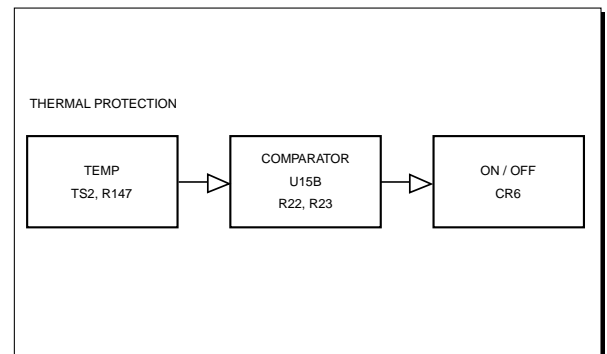 THERMAL PROTECTION
TEMP
TS2, R147
COMPARATOR
U15B
R22, R23
ON / OFF
CR6